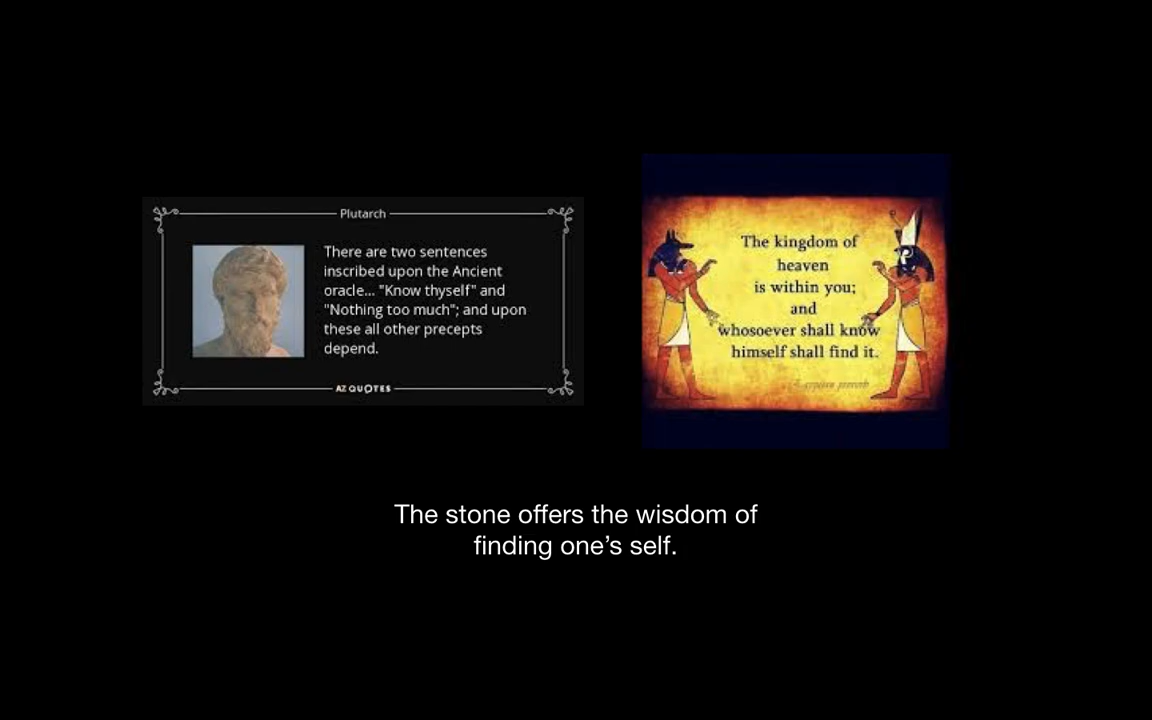 Plutarch
There are two sentences
inscribed upon the Ancient
oracle... "Know thyself" and
"Nothing too much"; and upon
these all other precepts
depend.
AZ QUOTES
The kingdom of
heaven
is within you;
and
whosoever shall know
himself shall find it.
proverb
The stone offers the wisdom of
finding one’s self.